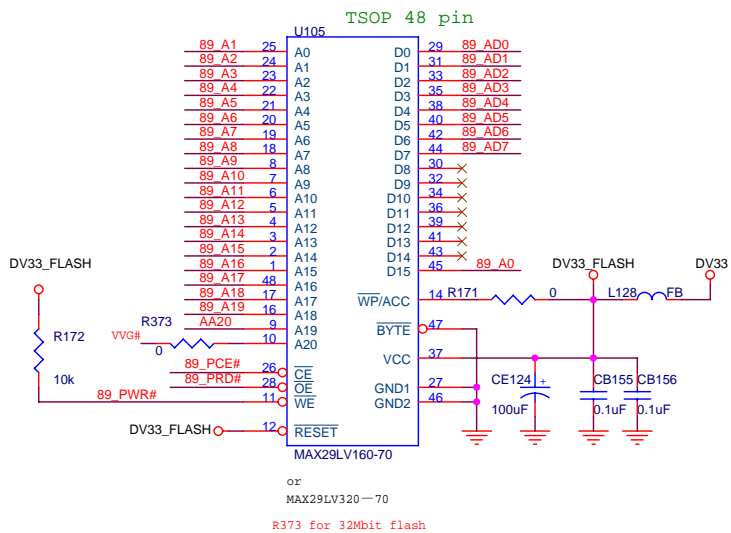 TSOP 48 pin
U105
89_A1 25 A0 D0 29 89_AD0
89_A2 24 A1 D1 31 89_AD1
89_A3 23 A2 D2 33 89_AD2
89_A4 22 A3 D3 35 89_AD3
89_A5 21 A4 D4 38 89_AD4
89_A6 20 A5 D5 40 89_AD5
89_A7 19 A6 D6 42 89_AD6
89_A8 18 A7 D7 44 89_AD7
89_A9 8 A8 D8 30
89_A10 7 A9 D9 32
89_A11 6 A10 D10 34
89_A12 5 A11 D11 36
89_A13 4 A12 D12 39
89_A14 3 A13 D13 41
89_A15 2 A14 D14 43
89_A16 1 A15 D15 45 89_A0
DV33_FLASH 89_A17 48 A16 DV33_FLASH DV33
89_A18 17 A17 WP/ACC 14 R171 0 L128 FB
89_A19 16 A18
R373 AA20 9 A19 BYTE 47
R172 VVG# 0 10 A20
89_PCE# 26 CE VCC 37
10k 89_PRD# 28 OE GND1 27 CE124 + CB155 CB156
89_PWR# 11 WE GND2 46 100uF 0.1uF 0.1uF
DV33_FLASH 12 RESET
MAX29LV160-70
or
MAX29LV320—70
R373 for 32Mbit flash